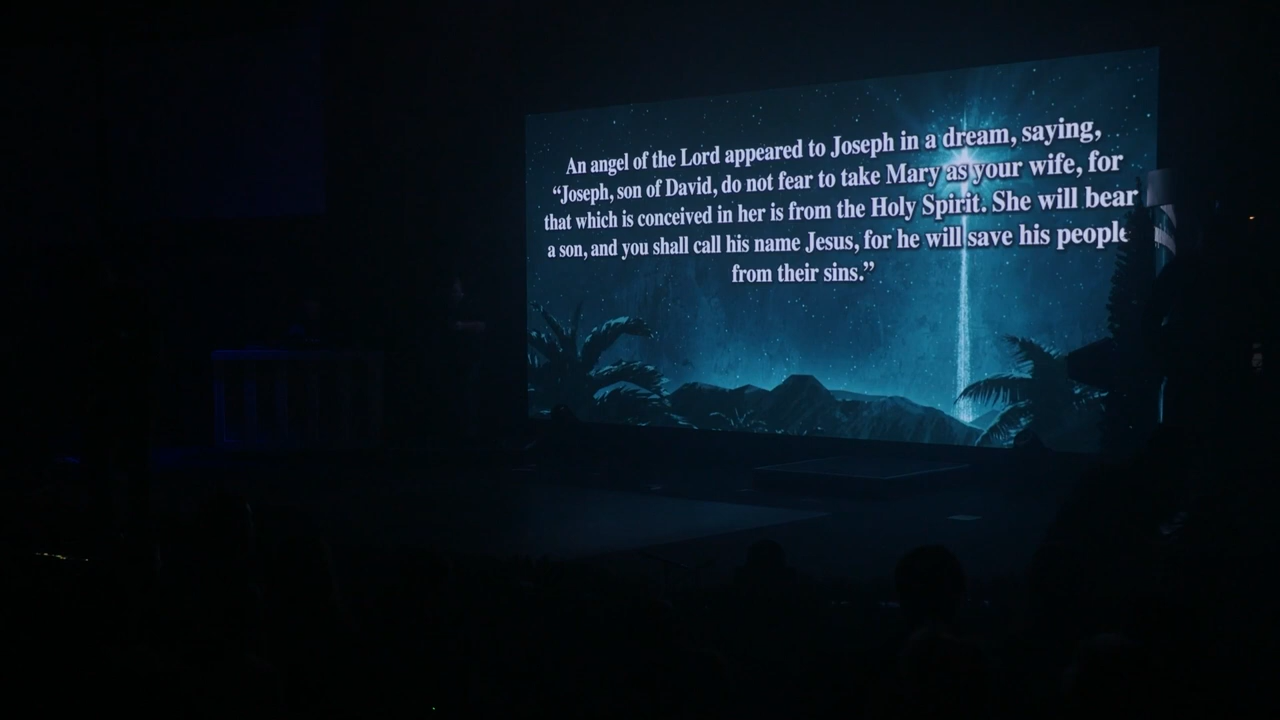 An angel of the Lord appeared to Joseph in a dream, saying,
“Joseph, son of David, do not fear to take Mary as your wife, for
that which is conceived in her is from the Holy Spirit. She will bear
a son, and you shall call his name Jesus, for he will save his people
from their sins.”